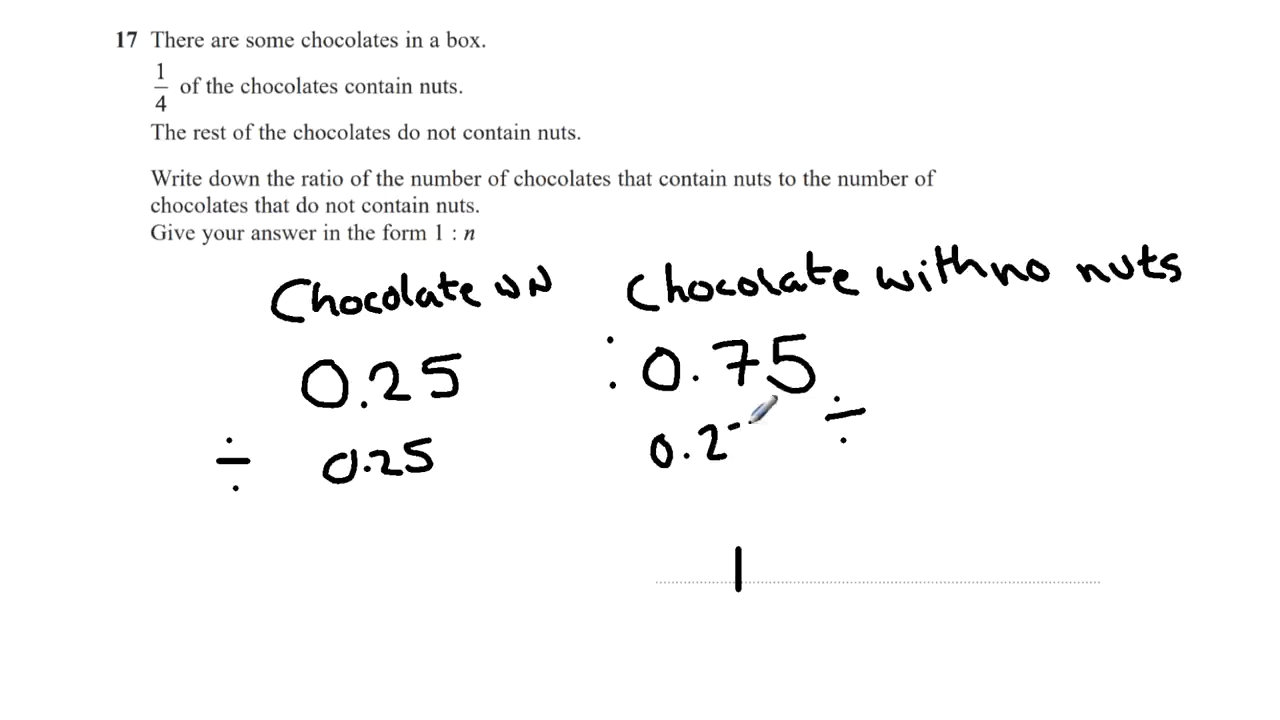 17 There are some chocolates in a box.
1/4 of the chocolates contain nuts.
The rest of the chocolates do not contain nuts.
Write down the ratio of the number of chocolates that contain nuts to the number of
chocolates that do not contain nuts.
Give your answer in the form 1 : n
Chocolate WN Chocolate with no nuts
0.25 : 0.75
÷ 0.25 0.2 ÷
1